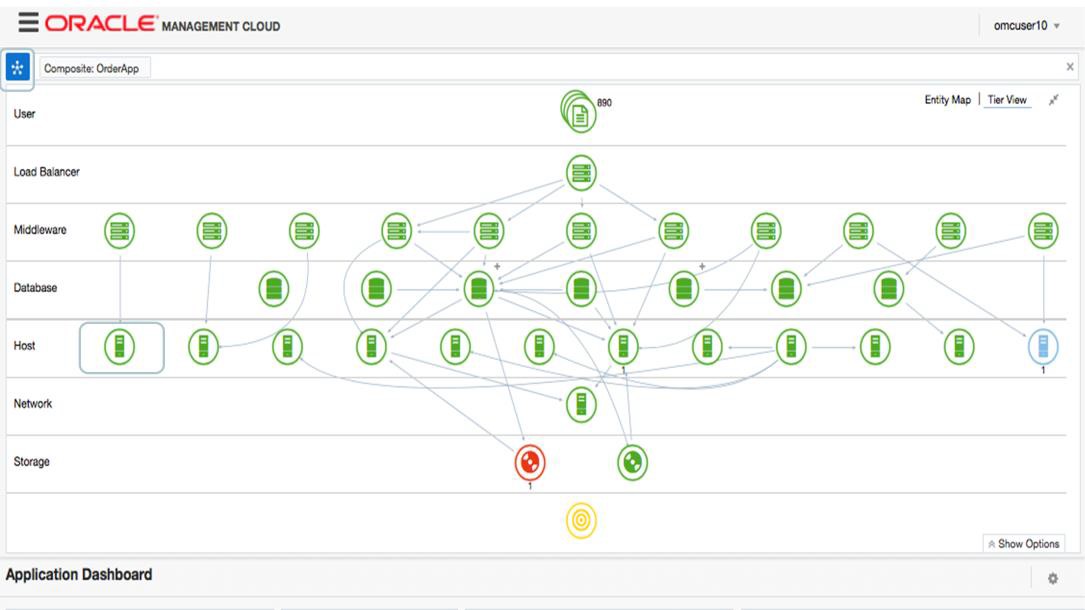 ORACLE® MANAGEMENT CLOUD
omcuser10
Composite: OrderApp
x
Entity Map | Tier View
User
890
Load Balancer
Middleware
+ +
Database
Host
1 1
Network
Storage
1
Show Options
Application Dashboard